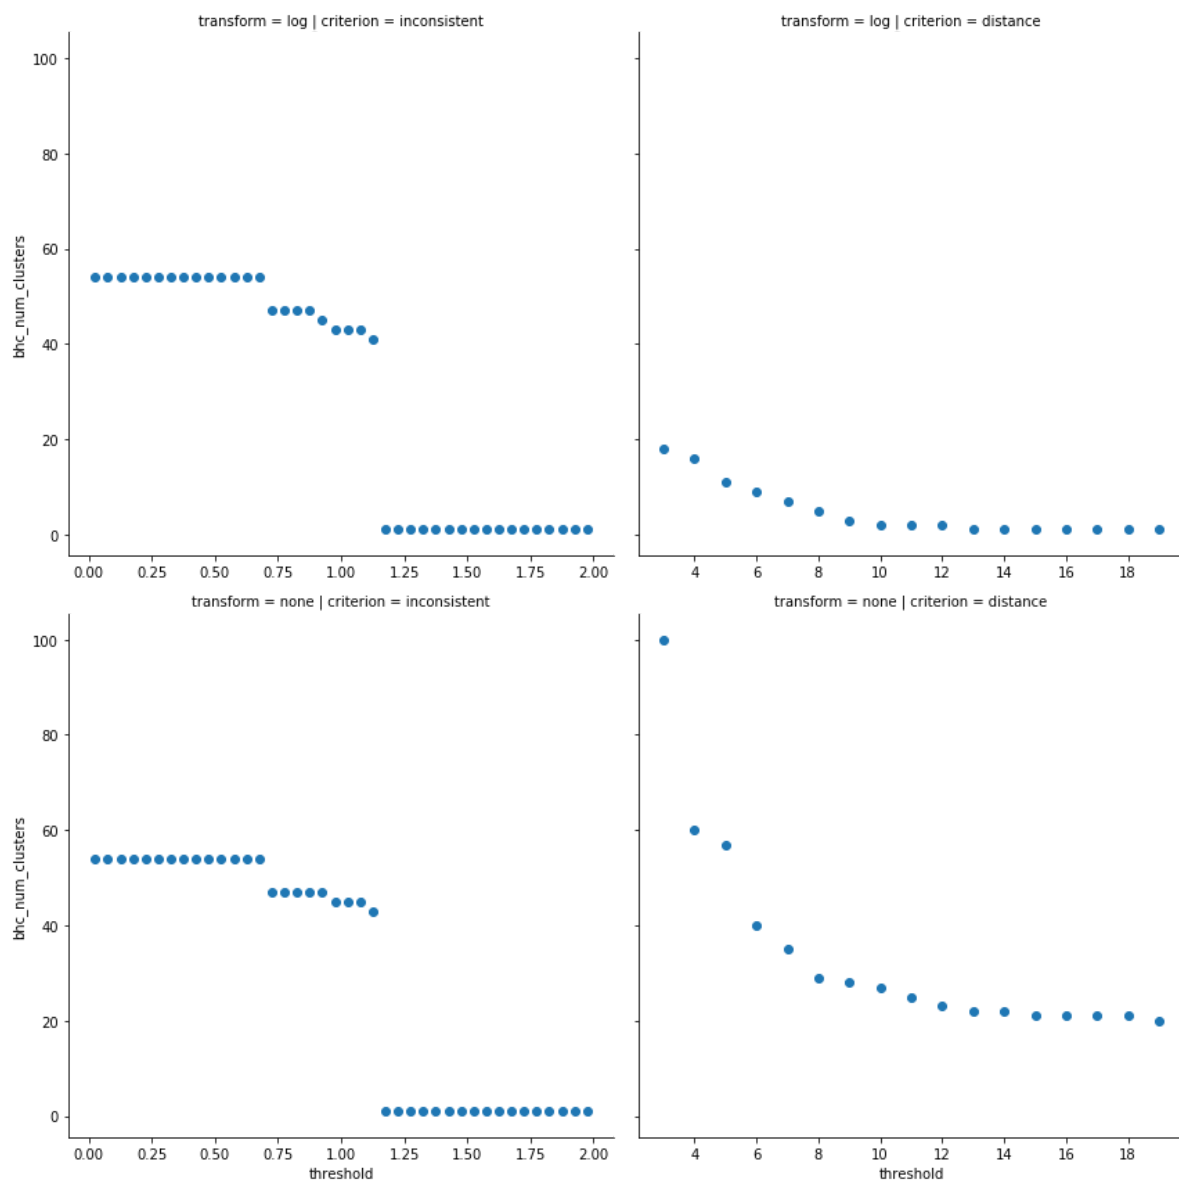 transform = log | criterion = inconsistent
transform = log | criterion = distance
100
80
60
40
20
0
bhc_num_clusters
0.00 0.25 0.50 0.75 1.00 1.25 1.50 1.75 2.00
4 6 8 10 12 14 16 18
transform = none | criterion = inconsistent
transform = none | criterion = distance
100
80
60
40
20
0
bhc_num_clusters
0.00 0.25 0.50 0.75 1.00 1.25 1.50 1.75 2.00
threshold
4 6 8 10 12 14 16 18
threshold